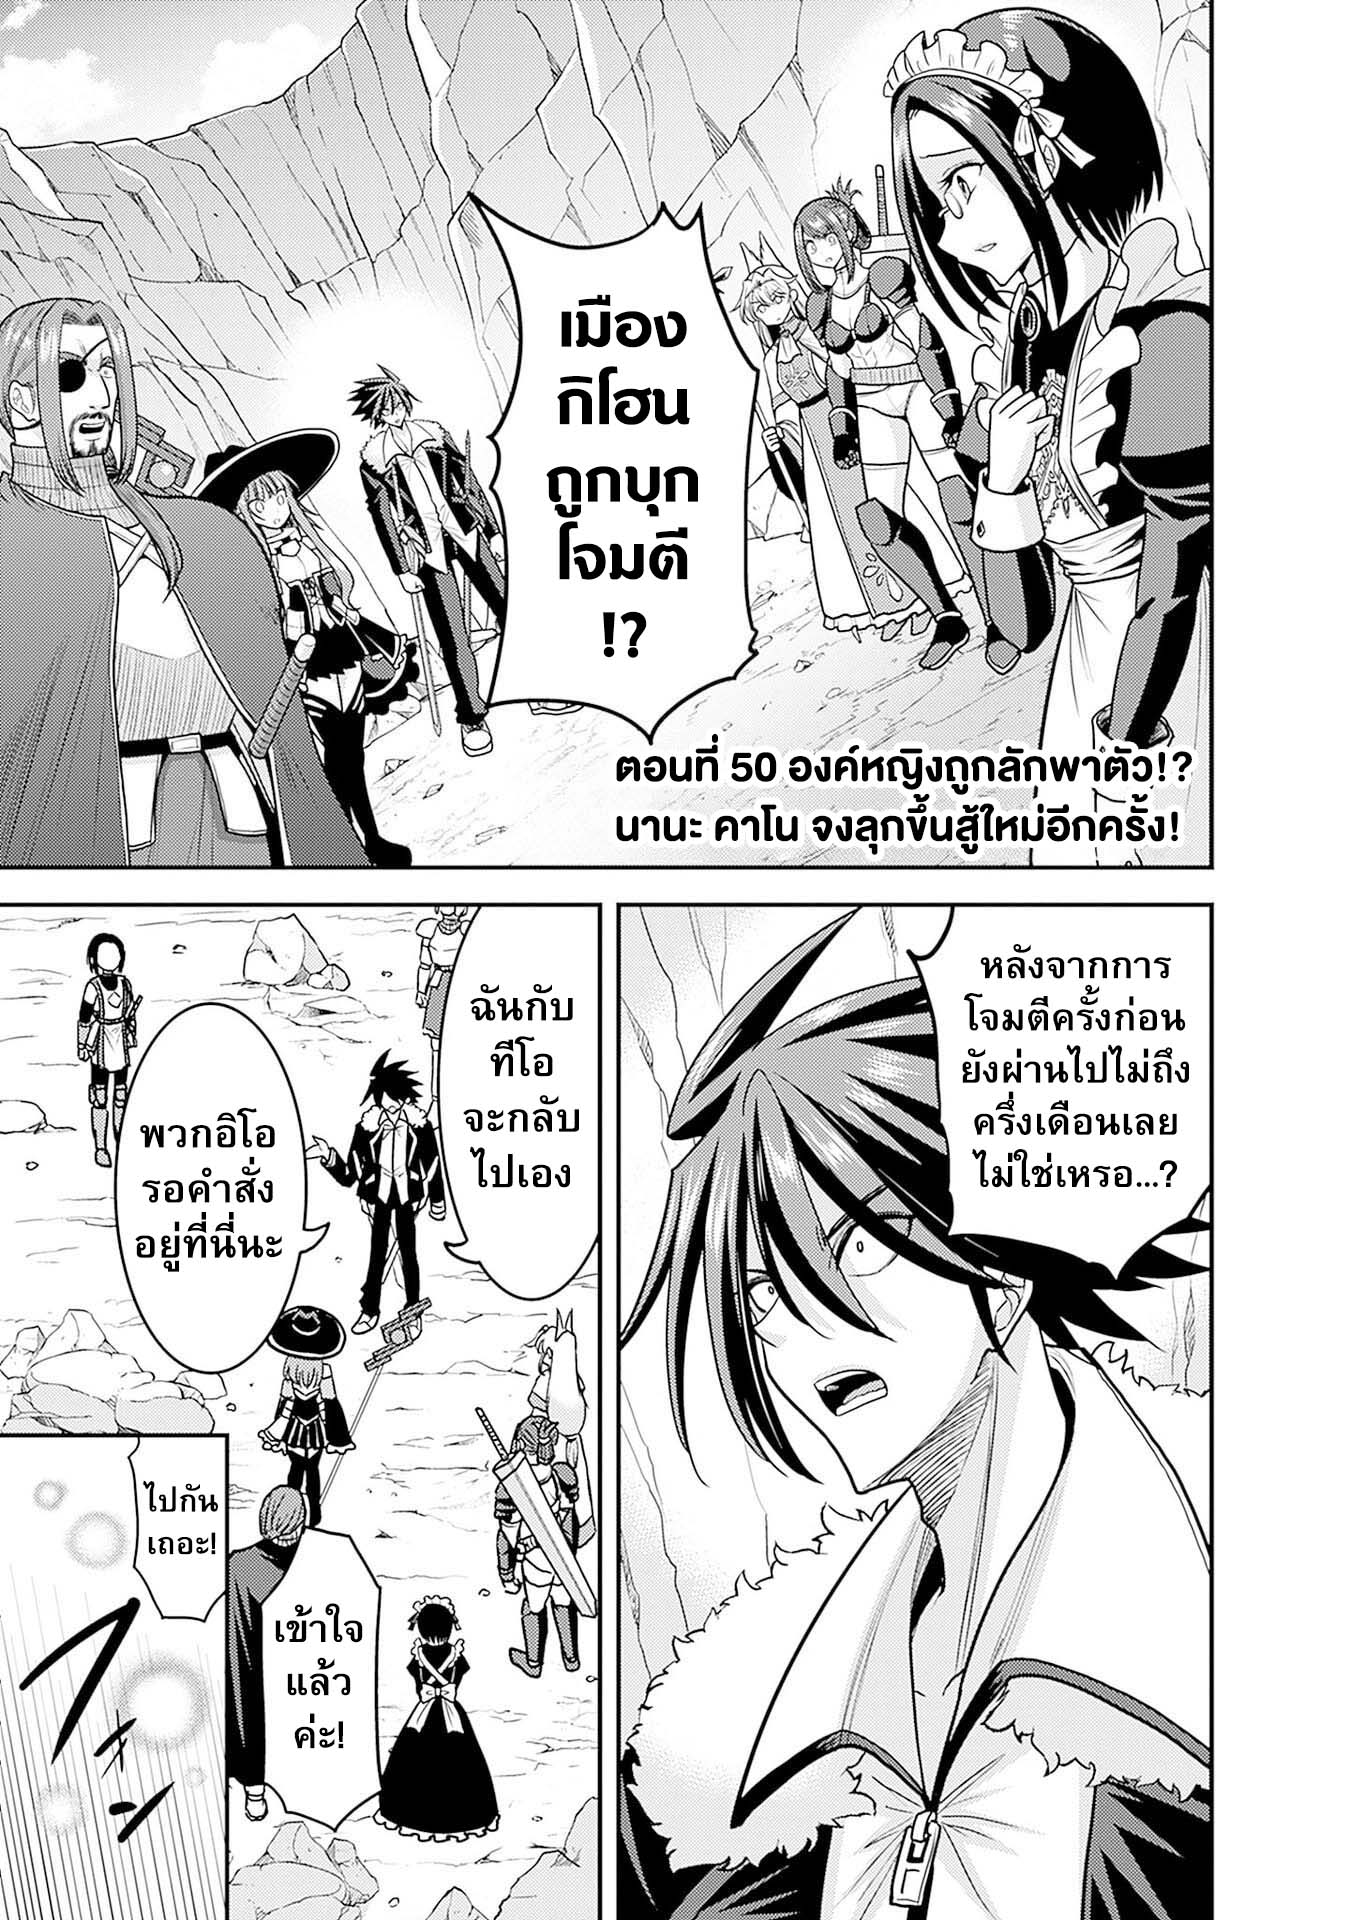 เมือง
กิโฮน
ถูกบุก
โจมตี
!?
ตอนที่ 50 องค์หญิงถูกลักพาตัว!?
นานะ คาโน จงลุกขึ้นสู้ใหม่อีกครั้ง!
หลังจากการ
โจมตีครั้งก่อน
ยังผ่านไปไม่ถึง
ครึ่งเดือนเลย
ไม่ใช่เหรอ...?
ฉันกับ
ทีโอ
จะกลับ
ไปเอง
พวกอิโอ
รอคำสั่ง
อยู่ที่นี่นะ
เข้าใจ
แล้ว
ค่ะ!
ไปกัน
เถอะ!
フォン